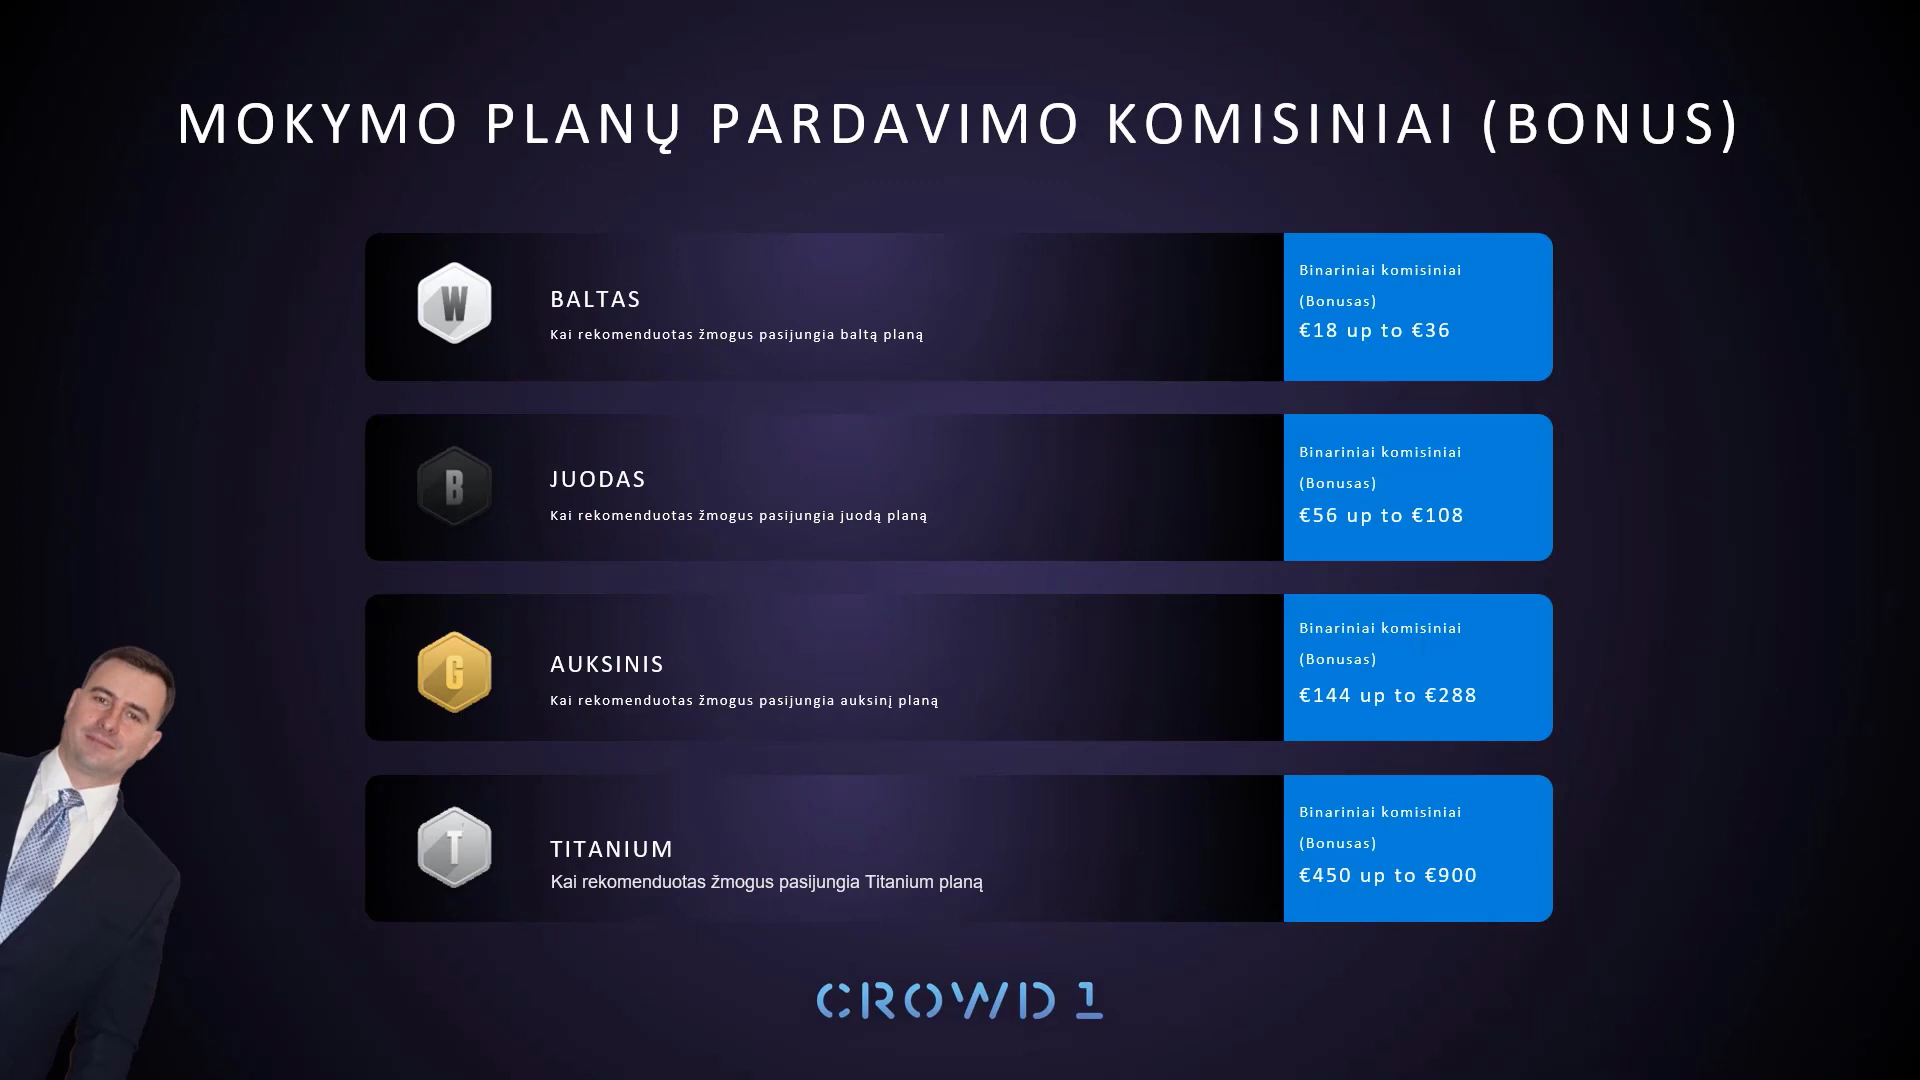 MOKYMO PLANŲ PARDAVIMO KOMISINIAI (BONUS)
W
BALTAS
Kai rekomenduotas žmogus pasijungia baltą planą
Binariniai komisiniai
(Bonusas)
€18 up to €36
B
JUODAS
Kai rekomenduotas žmogus pasijungia juodą planą
Binariniai komisiniai
(Bonusas)
€56 up to €108
G
AUKSINIS
Kai rekomenduotas žmogus pasijungia auksinį planą
Binariniai komisiniai
(Bonusas)
€144 up to €288
T
TITANIUM
Kai rekomenduotas žmogus pasijungia Titanium planą
Binariniai komisiniai
(Bonusas)
€450 up to €900
CROWD 1